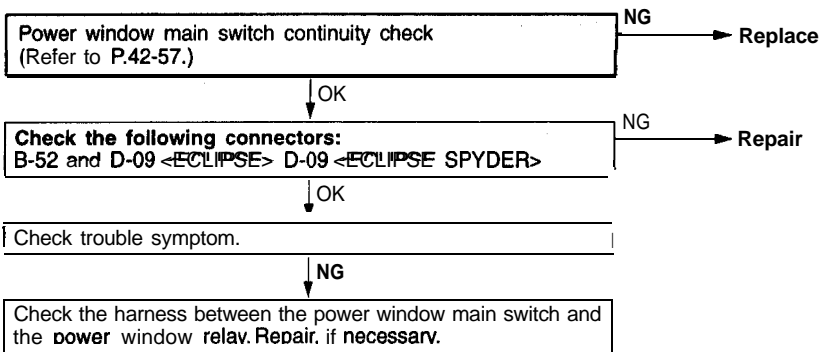 Power window main switch continuity check
(Refer to P.42-57.)
NG
Replace
OK
Check the following connectors:
B-52 and D-09 <ECLIPSE> D-09 <ECLIPSE SPYDER>
NG
Repair
OK
Check trouble symptom.
NG
Check the harness between the power window main switch and
the power window relay. Repair, if necessary.